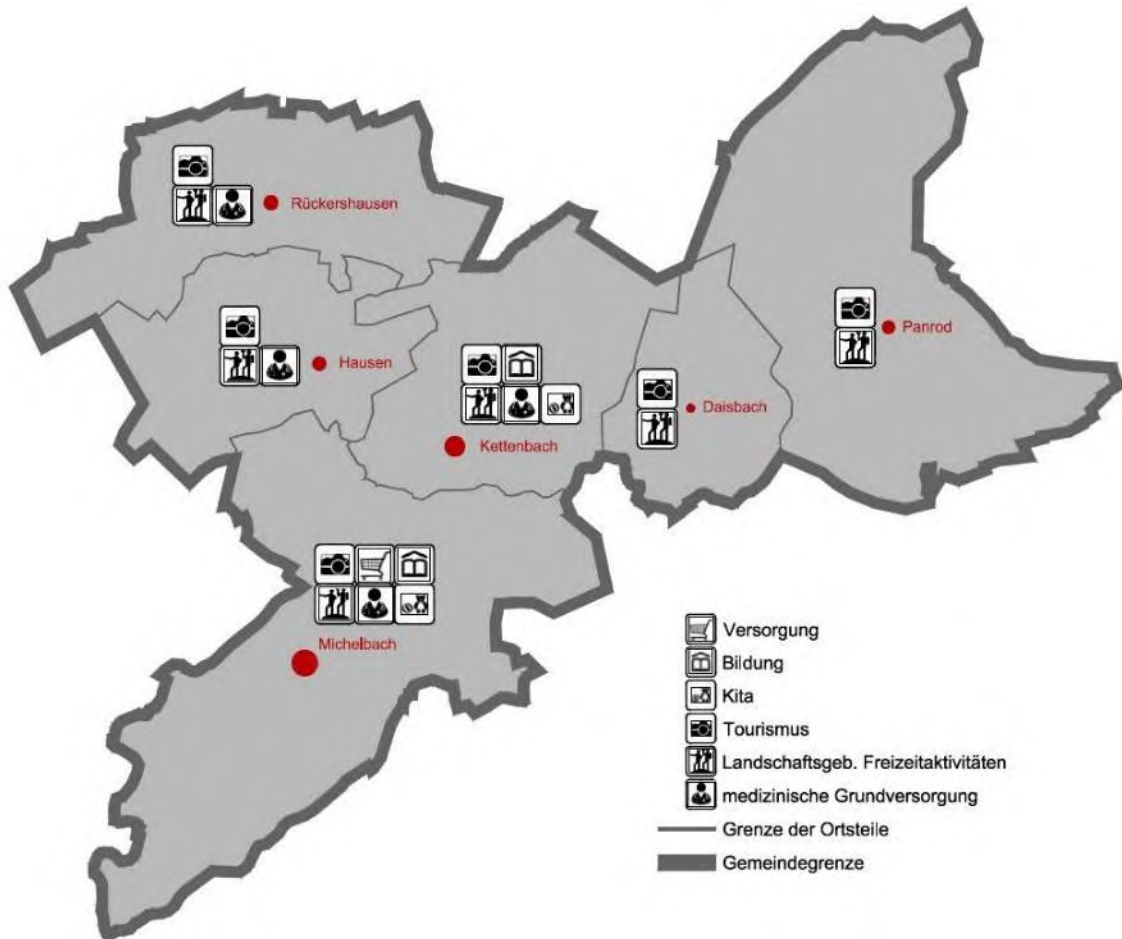 Rückershausen
Hausen
Panrod
Daisbach
Kettenbach
Michelbach
Versorgung
Bildung
Kita
Tourismus
Landschaftsgeb. Freizeitaktivitäten
medizinische Grundversorgung
Grenze der Ortsteile
Gemeindegrenze